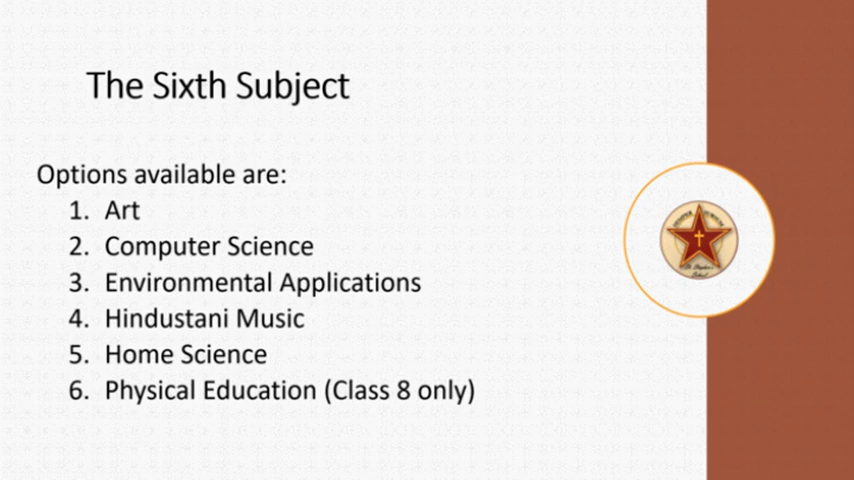 The Sixth Subject
Options available are:
1. Art
2. Computer Science
3. Environmental Applications
4. Hindustani Music
5. Home Science
6. Physical Education (Class 8 only)